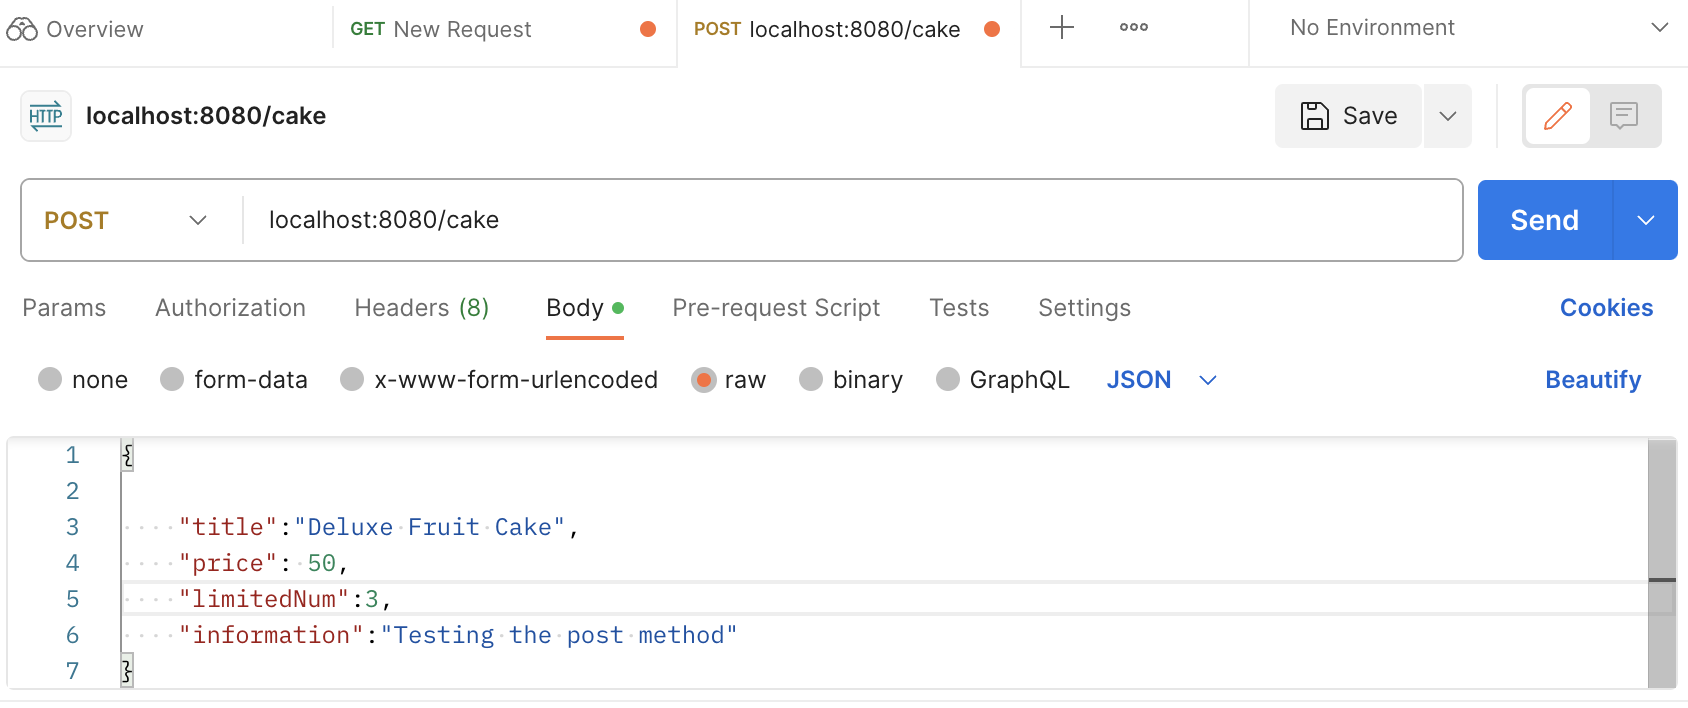 Overview GET New Request POST localhost:8080/cake No Environment
HTTP localhost:8080/cake Save
POST localhost:8080/cake Send
Params Authorization Headers (8) Body Pre-request Script Tests Settings Cookies
none form-data x-www-form-urlencoded raw binary GraphQL JSON Beautify
1 {
2
3 "title":"Deluxe Fruit Cake",
4 "price": 50,
5 "limitedNum":3,
6 "information":"Testing the post method"
7 }